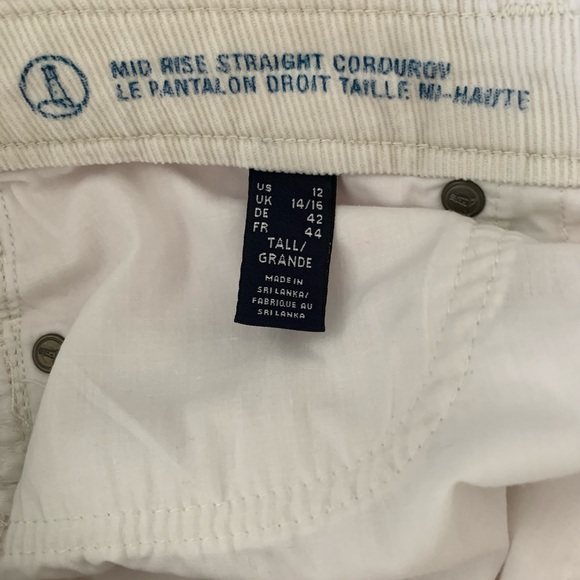 MID RISE STRAIGHT CORDUROY
LE PANTALON DROIT TAILLE MI-HAUTE
US 12
UK 14/16
DE 42
FR 44
TALL/
GRANDE
MADE IN
SRI LANKA/
FABRIQUE AU
SRI LANKA